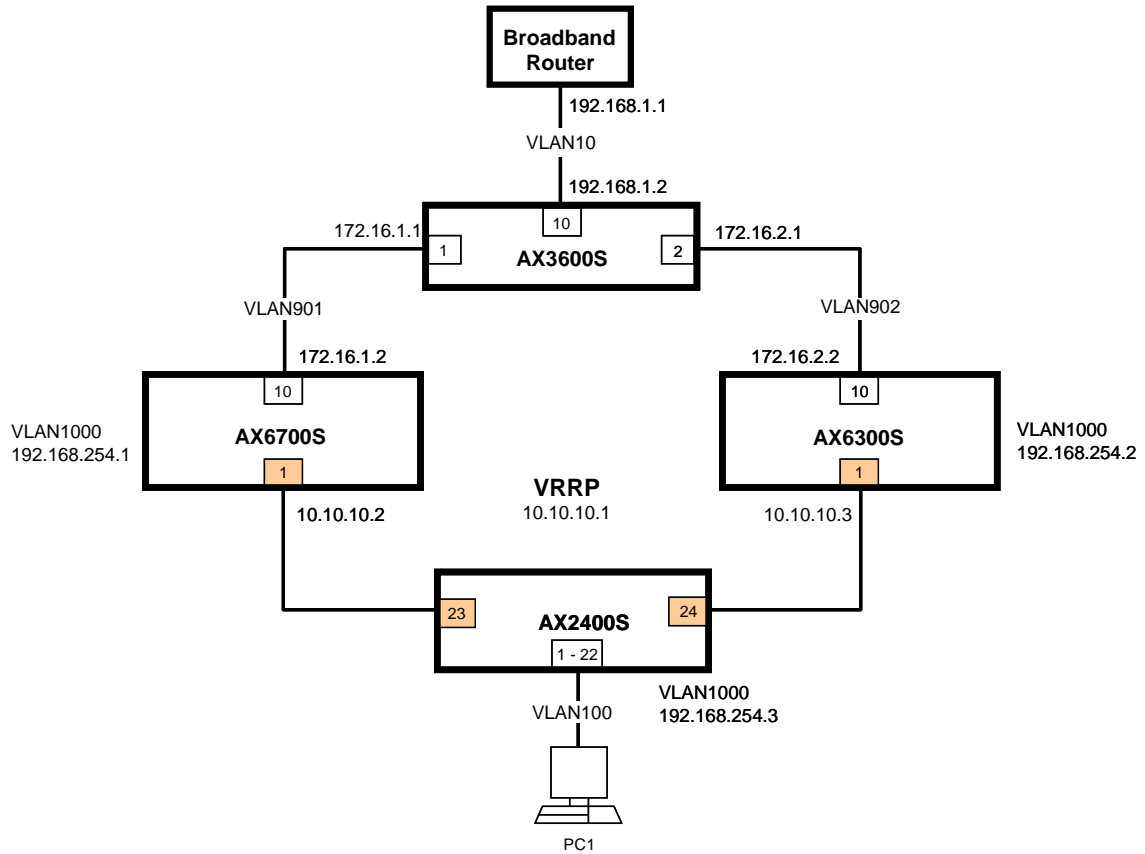 Broadband
Router
192.168.1.1
VLAN10
192.168.1.2
10
172.16.1.1
172.16.2.1
1
2
AX3600S
VLAN901
VLAN902
172.16.1.2
172.16.2.2
10
10
VLAN1000
192.168.254.1
AX6700S
AX6300S
VLAN1000
192.168.254.2
1
1
VRRP
10.10.10.1
10.10.10.2
10.10.10.3
23
24
AX2400S
1 - 22
VLAN1000
192.168.254.3
VLAN100
PC1